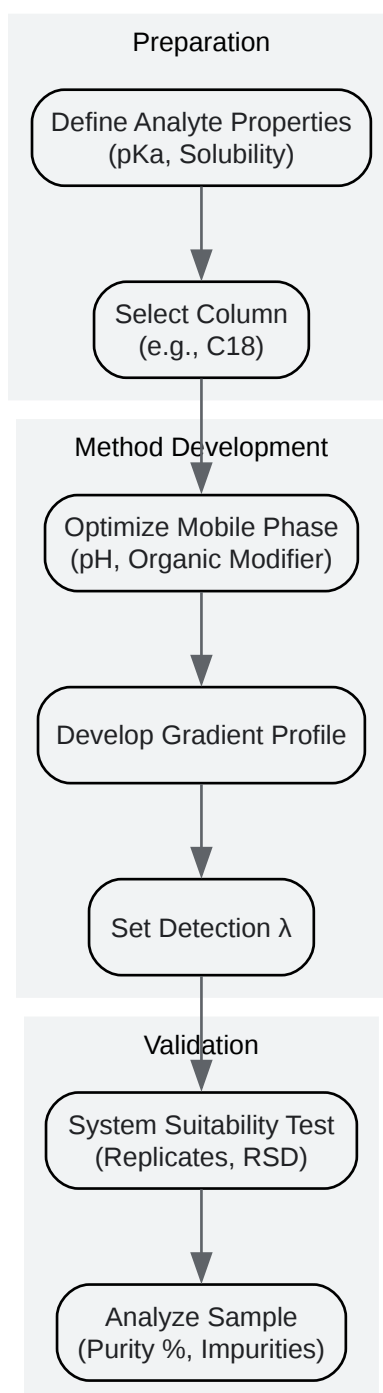 Preparation
Define Analyte Properties
(pKa, Solubility)
Select Column
(e.g., C18)
Method Development
Optimize Mobile Phase
(pH, Organic Modifier)
Develop Gradient Profile
Set Detection λ
Validation
System Suitability Test
(Replicates, RSD)
Analyze Sample
(Purity %, Impurities)